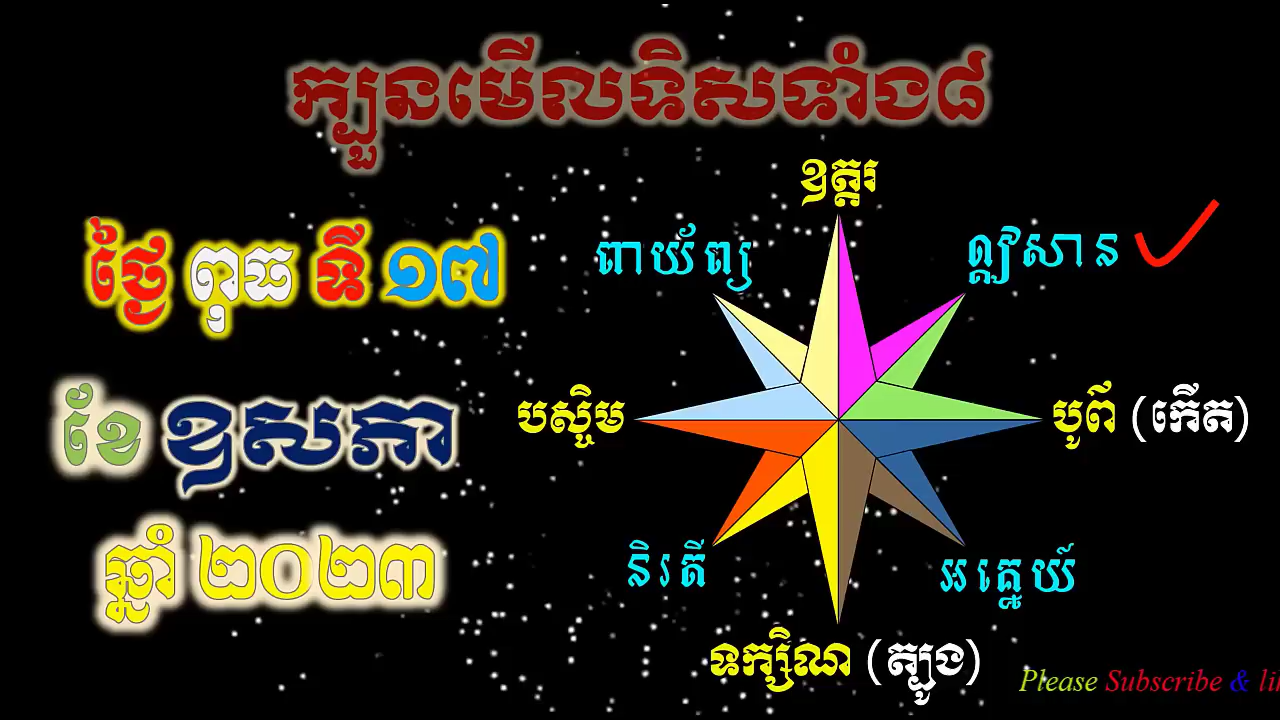 ក្បួនមើលទិសទាំង៨
ឧត្តរ
ពាយ័ព្យ
ឦសាន
ថ្ងៃ ពុធ ទី ១៧
បស្ចិម
បូព៌ា (កើត)
ខែ ឧសភា
ឆ្នាំ ២០២៣
និរតី
អគ្នេយ៍
ទក្សិណ (ត្បូង)
Please Subscribe & li